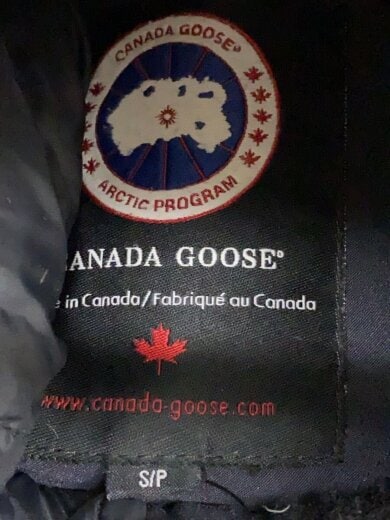 CANADA GOOSE®
ARCTIC PROGRAM
ANADA GOOSE®
in Canada/Fabriqué au Canada
www.canada-goose.com
S/P